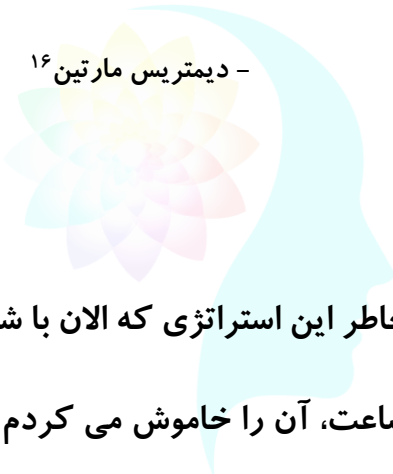 - دیمتریس مارتین۱۶
خاطر این استراتژی که الان با
ساعت، آن را خاموش می کردم